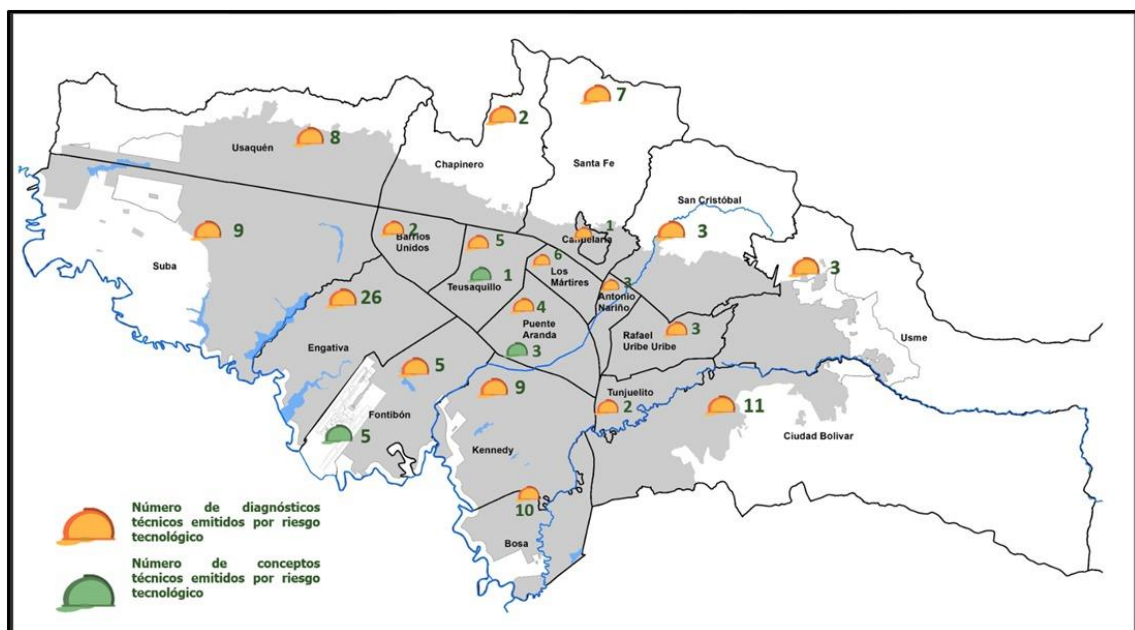 7
2
8
Usaquén
Chapinero
Santa Fe
San Cristóbal
2
Barrios
Unidos
5
1
Candelaria
3
9
Suba
6
Los
Mártires
3
1
Teusaquillo
26
3
Antonio
Nariño
4
Puente
Aranda
3
Rafael
Uribe Uribe
3
Usme
Engativa
5
9
Tunjuelito
2
11
Fontibón
5
Kennedy
Ciudad Bolivar
10
Bosa
Número de diagnósticos
técnicos emitidos por riesgo
tecnológico
Número de conceptos
técnicos emitidos por riesgo
tecnológico